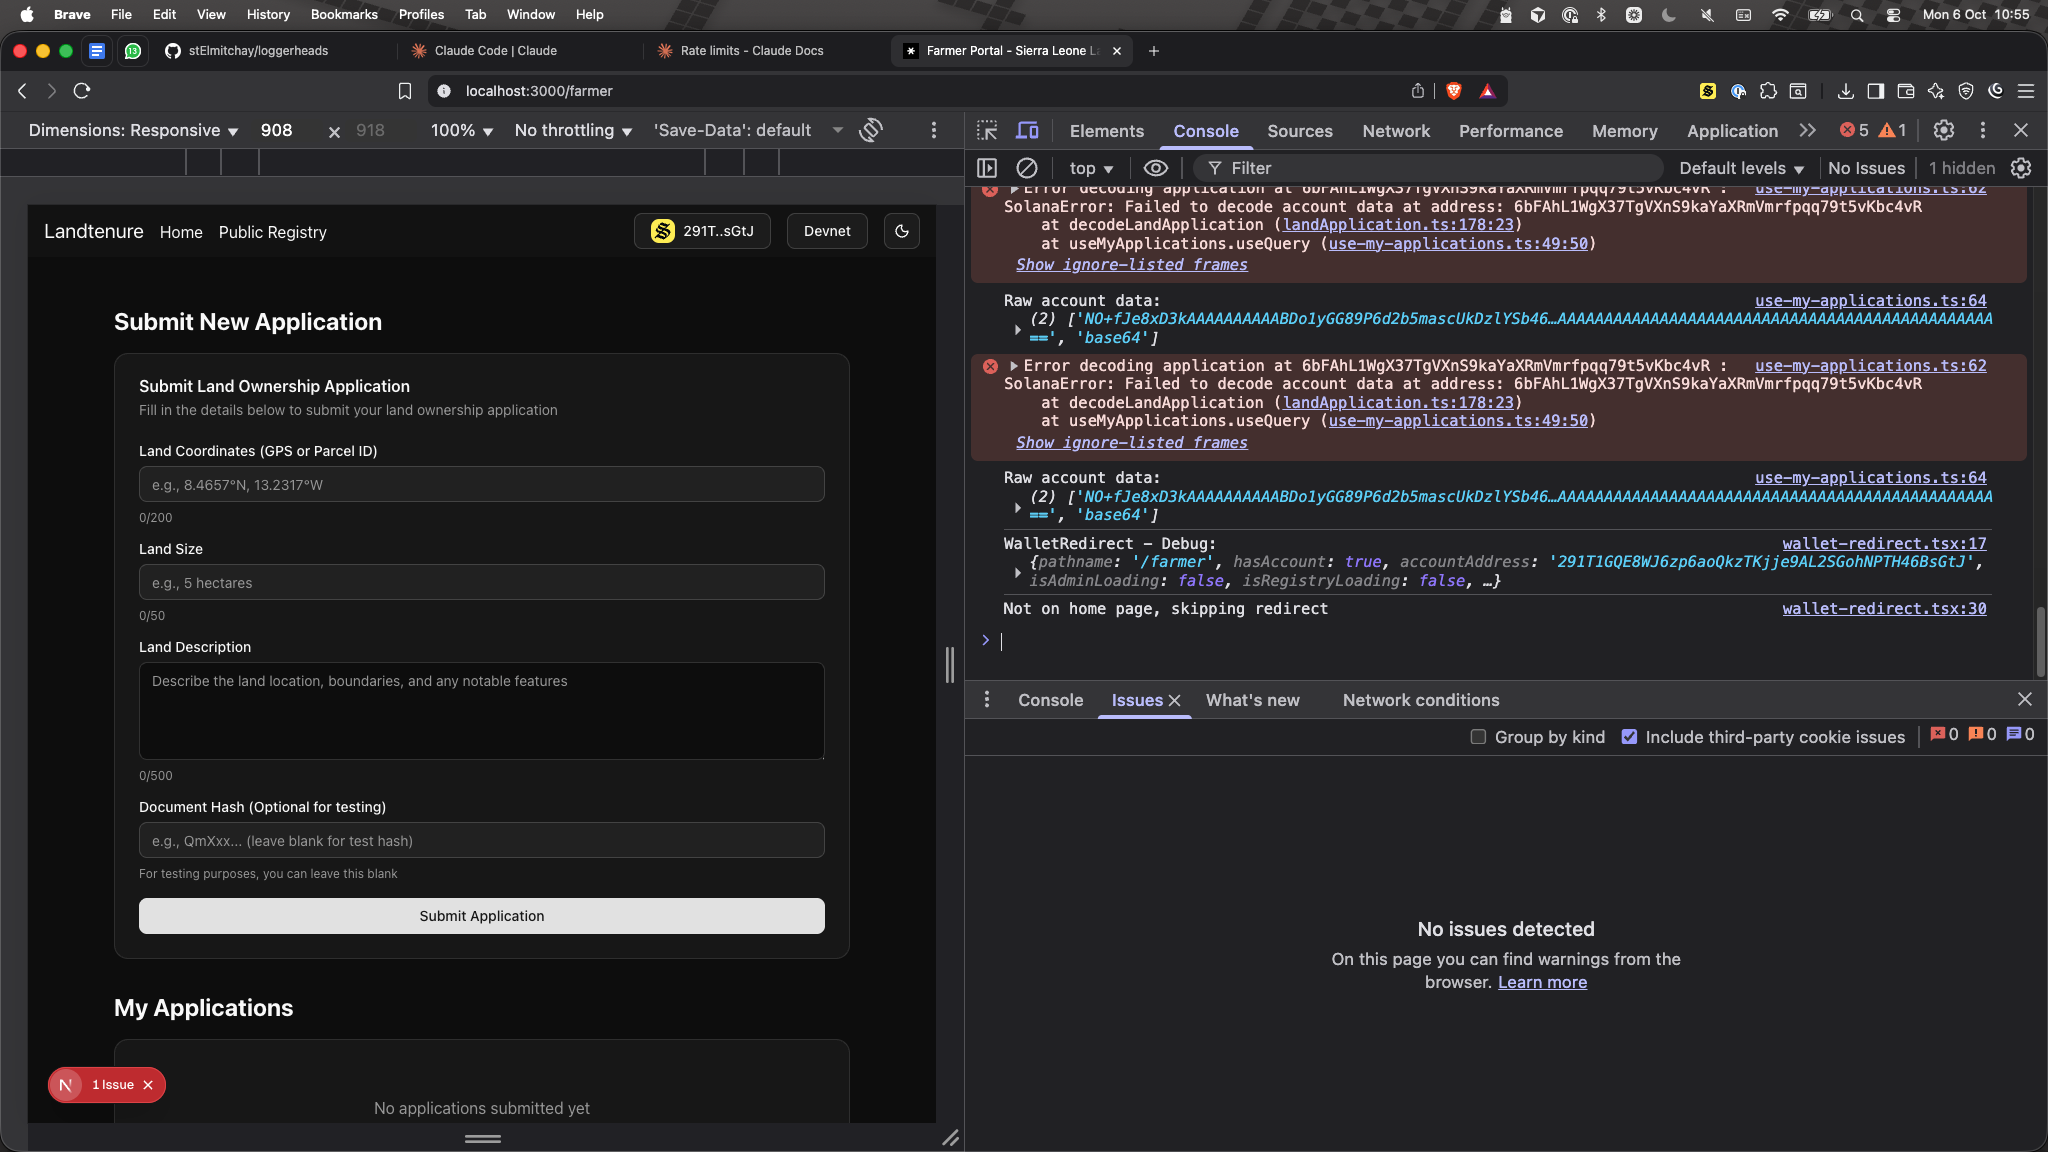 Brave File Edit View History Bookmarks Profiles Tab Window Help Mon 6 Oct 10:55
13 stElmitchay/loggerheads Claude Code | Claude Rate limits - Claude Docs Farmer Portal - Sierra Leone L
localhost:3000/farmer
Dimensions: Responsive 908 × 918 100% No throttling 'Save-Data': default
Elements Console Sources Network Performance Memory Application 5 1
top Filter Default levels No Issues 1 hidden
Landtenure Home Public Registry 291T..sGtJ Devnet
Submit New Application
Submit Land Ownership Application
Fill in the details below to submit your land ownership application
Land Coordinates (GPS or Parcel ID)
e.g., 8.4657°N, 13.2317°W
0/200
Land Size
e.g., 5 hectares
0/50
Land Description
Describe the land location, boundaries, and any notable features
0/500
Document Hash (Optional for testing)
e.g., QmXxx... (leave blank for test hash)
For testing purposes, you can leave this blank
Submit Application
My Applications
No applications submitted yet
N 1 Issue
Error decoding application at 6bFAhL1WgX37TgVXnS9kaYaXRmVmrfpqq79t5vKbc4vR : use-my-applications.ts:62
SolanaError: Failed to decode account data at address: 6bFAhL1WgX37TgVXnS9kaYaXRmVmrfpqq79t5vKbc4vR
at decodeLandApplication (landApplication.ts:178:23)
at useMyApplications.useQuery (use-my-applications.ts:49:50)
Show ignore-listed frames
Raw account data: use-my-applications.ts:64
(2) ['NO+fJe8xD3kAAAAAAAAAABDo1yGG89P6d2b5mascUkDzlYSb46…AAAAAAAAAAAAAAAAAAAAAAAAAAAAAAAAAAAAAAAAAAAAAAA
==', 'base64']
Error decoding application at 6bFAhL1WgX37TgVXnS9kaYaXRmVmrfpqq79t5vKbc4vR : use-my-applications.ts:62
SolanaError: Failed to decode account data at address: 6bFAhL1WgX37TgVXnS9kaYaXRmVmrfpqq79t5vKbc4vR
at decodeLandApplication (landApplication.ts:178:23)
at useMyApplications.useQuery (use-my-applications.ts:49:50)
Show ignore-listed frames
Raw account data: use-my-applications.ts:64
(2) ['NO+fJe8xD3kAAAAAAAAAABDo1yGG89P6d2b5mascUkDzlYSb46…AAAAAAAAAAAAAAAAAAAAAAAAAAAAAAAAAAAAAAAAAAAAAAA
==', 'base64']
WalletRedirect - Debug: wallet-redirect.tsx:17
{pathname: '/farmer', hasAccount: true, accountAddress: '291T1GQE8WJ6zp6aoQkzTKjje9AL2SGohNPTH46BsGtJ',
isAdminLoading: false, isRegistryLoading: false, …}
Not on home page, skipping redirect wallet-redirect.tsx:30
Console Issues What's new Network conditions
Group by kind Include third-party cookie issues 0 0 0
No issues detected
On this page you can find warnings from the
browser. Learn more